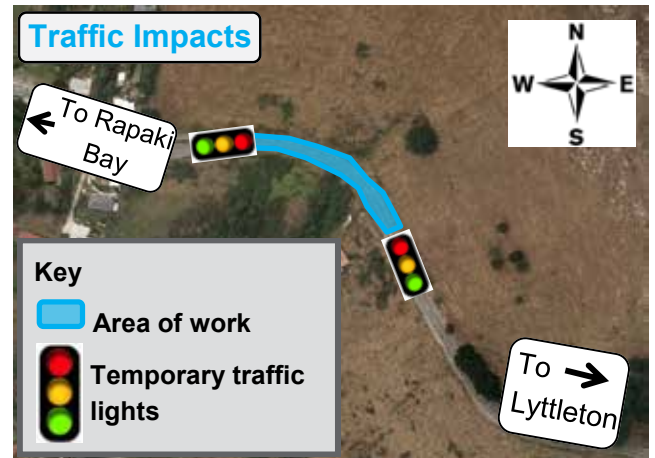 Traffic Impacts
N
W E
S
To Rapaki
Bay
Key
Area of work
Temporary traffic
lights
To
Lyttleton